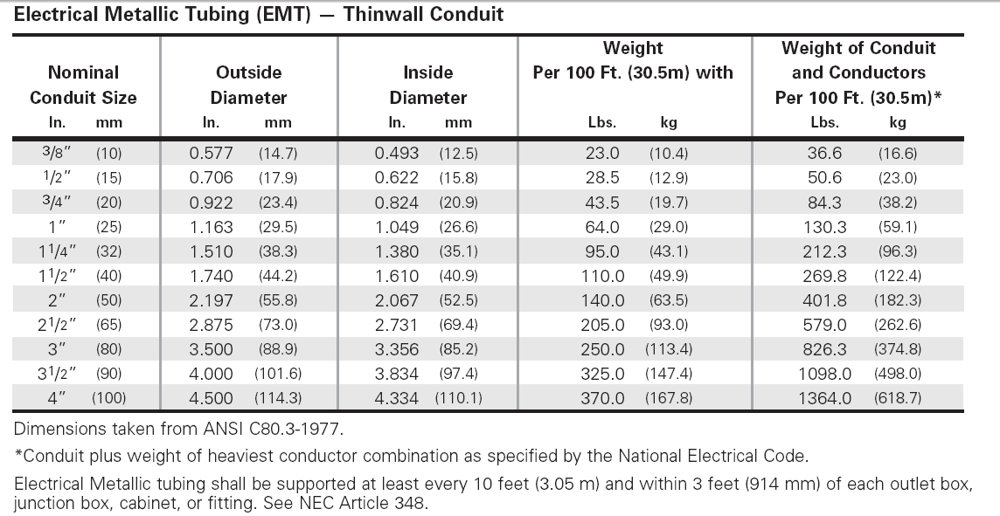 Electrical Metallic Tubing (EMT) — Thinwall Conduit
Weight Weight of Conduit
Nominal Outside Inside Per 100 Ft. (30.5m) with and Conductors
Conduit Size Diameter Diameter Per 100 Ft. (30.5m)*
In. mm In. mm In. mm Lbs. kg Lbs. kg
3/8″ (10) 0.577 (14.7) 0.493 (12.5) 23.0 (10.4) 36.6 (16.6)
1/2″ (15) 0.706 (17.9) 0.622 (15.8) 28.5 (12.9) 50.6 (23.0)
3/4″ (20) 0.922 (23.4) 0.824 (20.9) 43.5 (19.7) 84.3 (38.2)
1″ (25) 1.163 (29.5) 1.049 (26.6) 64.0 (29.0) 130.3 (59.1)
1 1/4″ (32) 1.510 (38.3) 1.380 (35.1) 95.0 (43.1) 212.3 (96.3)
1 1/2″ (40) 1.740 (44.2) 1.610 (40.9) 110.0 (49.9) 269.8 (122.4)
2″ (50) 2.197 (55.8) 2.067 (52.5) 140.0 (63.5) 401.8 (182.3)
2 1/2″ (65) 2.875 (73.0) 2.731 (69.4) 205.0 (93.0) 579.0 (262.6)
3″ (80) 3.500 (88.9) 3.356 (85.2) 250.0 (113.4) 826.3 (374.8)
3 1/2″ (90) 4.000 (101.6) 3.834 (97.4) 325.0 (147.4) 1098.0 (498.0)
4″ (100) 4.500 (114.3) 4.334 (110.1) 370.0 (167.8) 1364.0 (618.7)
Dimensions taken from ANSI C80.3-1977.
*Conduit plus weight of heaviest conductor combination as specified by the National Electrical Code.
Electrical Metallic tubing shall be supported at least every 10 feet (3.05 m) and within 3 feet (914 mm) of each outlet box,
junction box, cabinet, or fitting. See NEC Article 348.